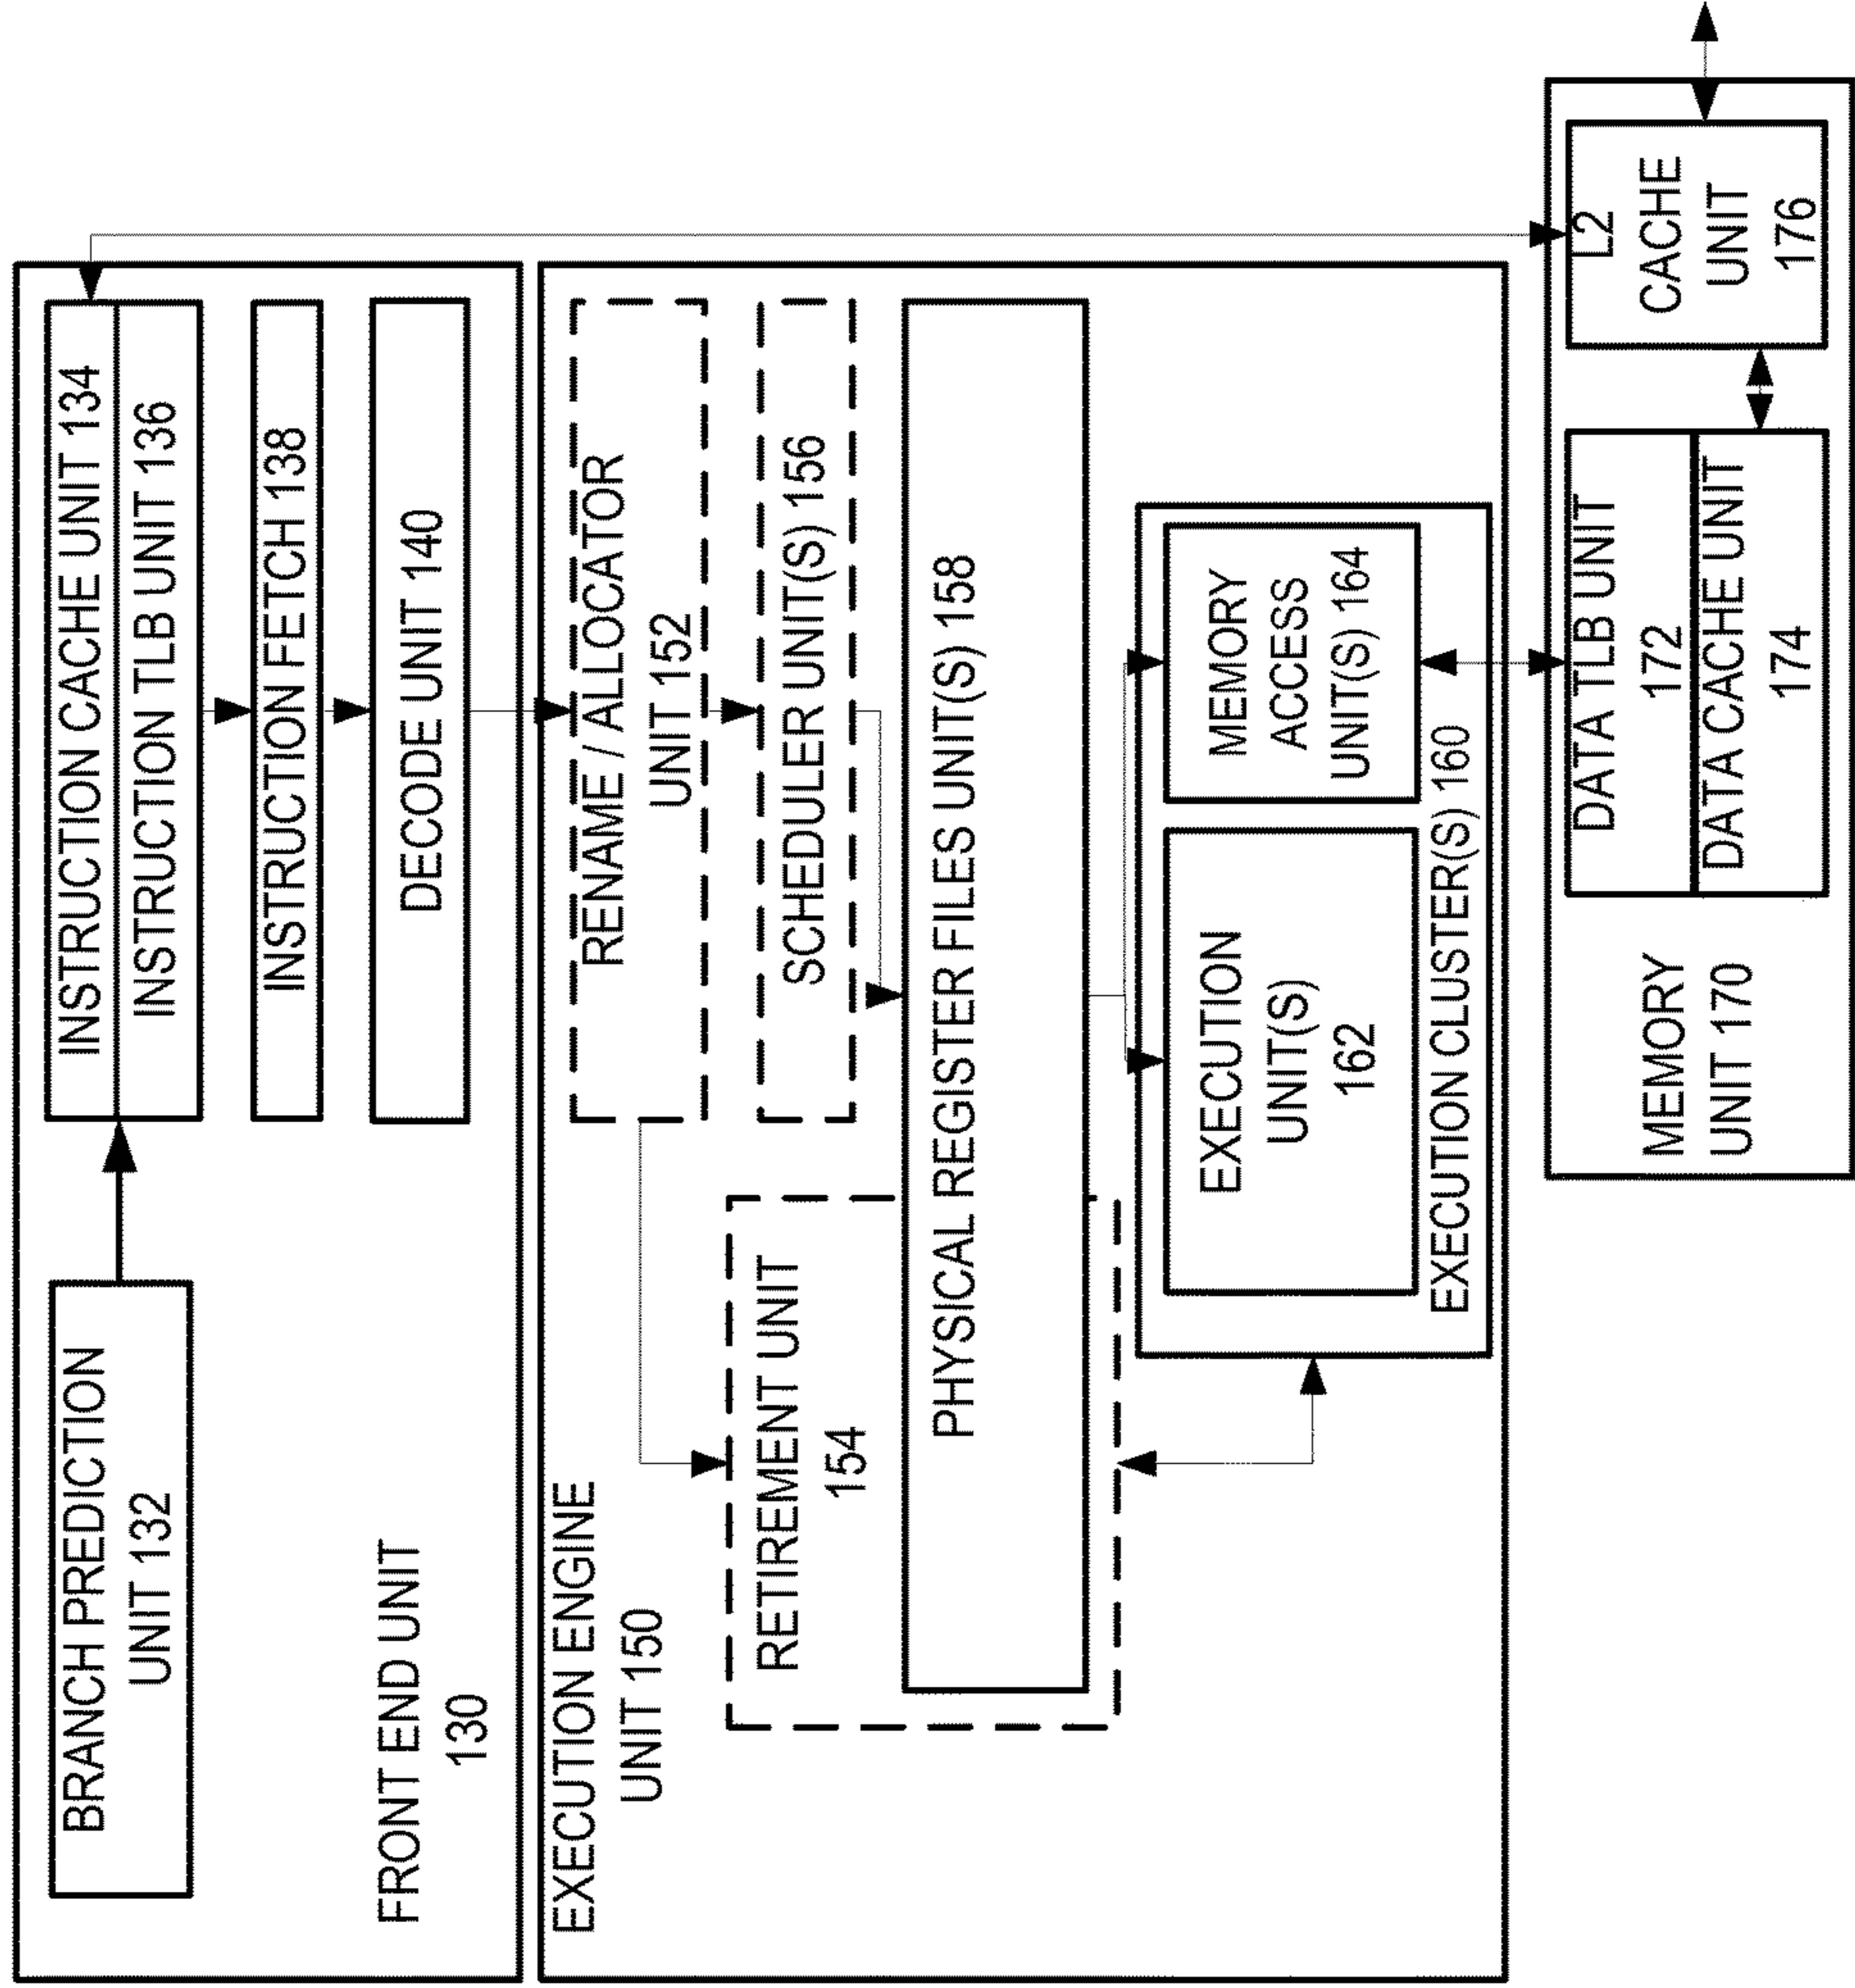 BRANCH PREDICTION
UNIT 132
INSTRUCTION CACHE UNIT 134
INSTRUCTION TLB UNIT 136
INSTRUCTION FETCH 138
DECODE UNIT 140
FRONT END UNIT
130
EXECUTION ENGINE
UNIT 150
RENAME / ALLOCATOR
UNIT 152
SCHEDULER UNIT(S) 156
RETIREMENT UNIT
154
PHYSICAL REGISTER FILES UNIT(S) 158
EXECUTION
UNIT(S)
162
MEMORY
ACCESS
UNIT(S) 164
EXECUTION CLUSTER(S) 160
MEMORY
UNIT 170
DATA TLB UNIT
172
DATA CACHE UNIT
174
L2
CACHE
UNIT
176